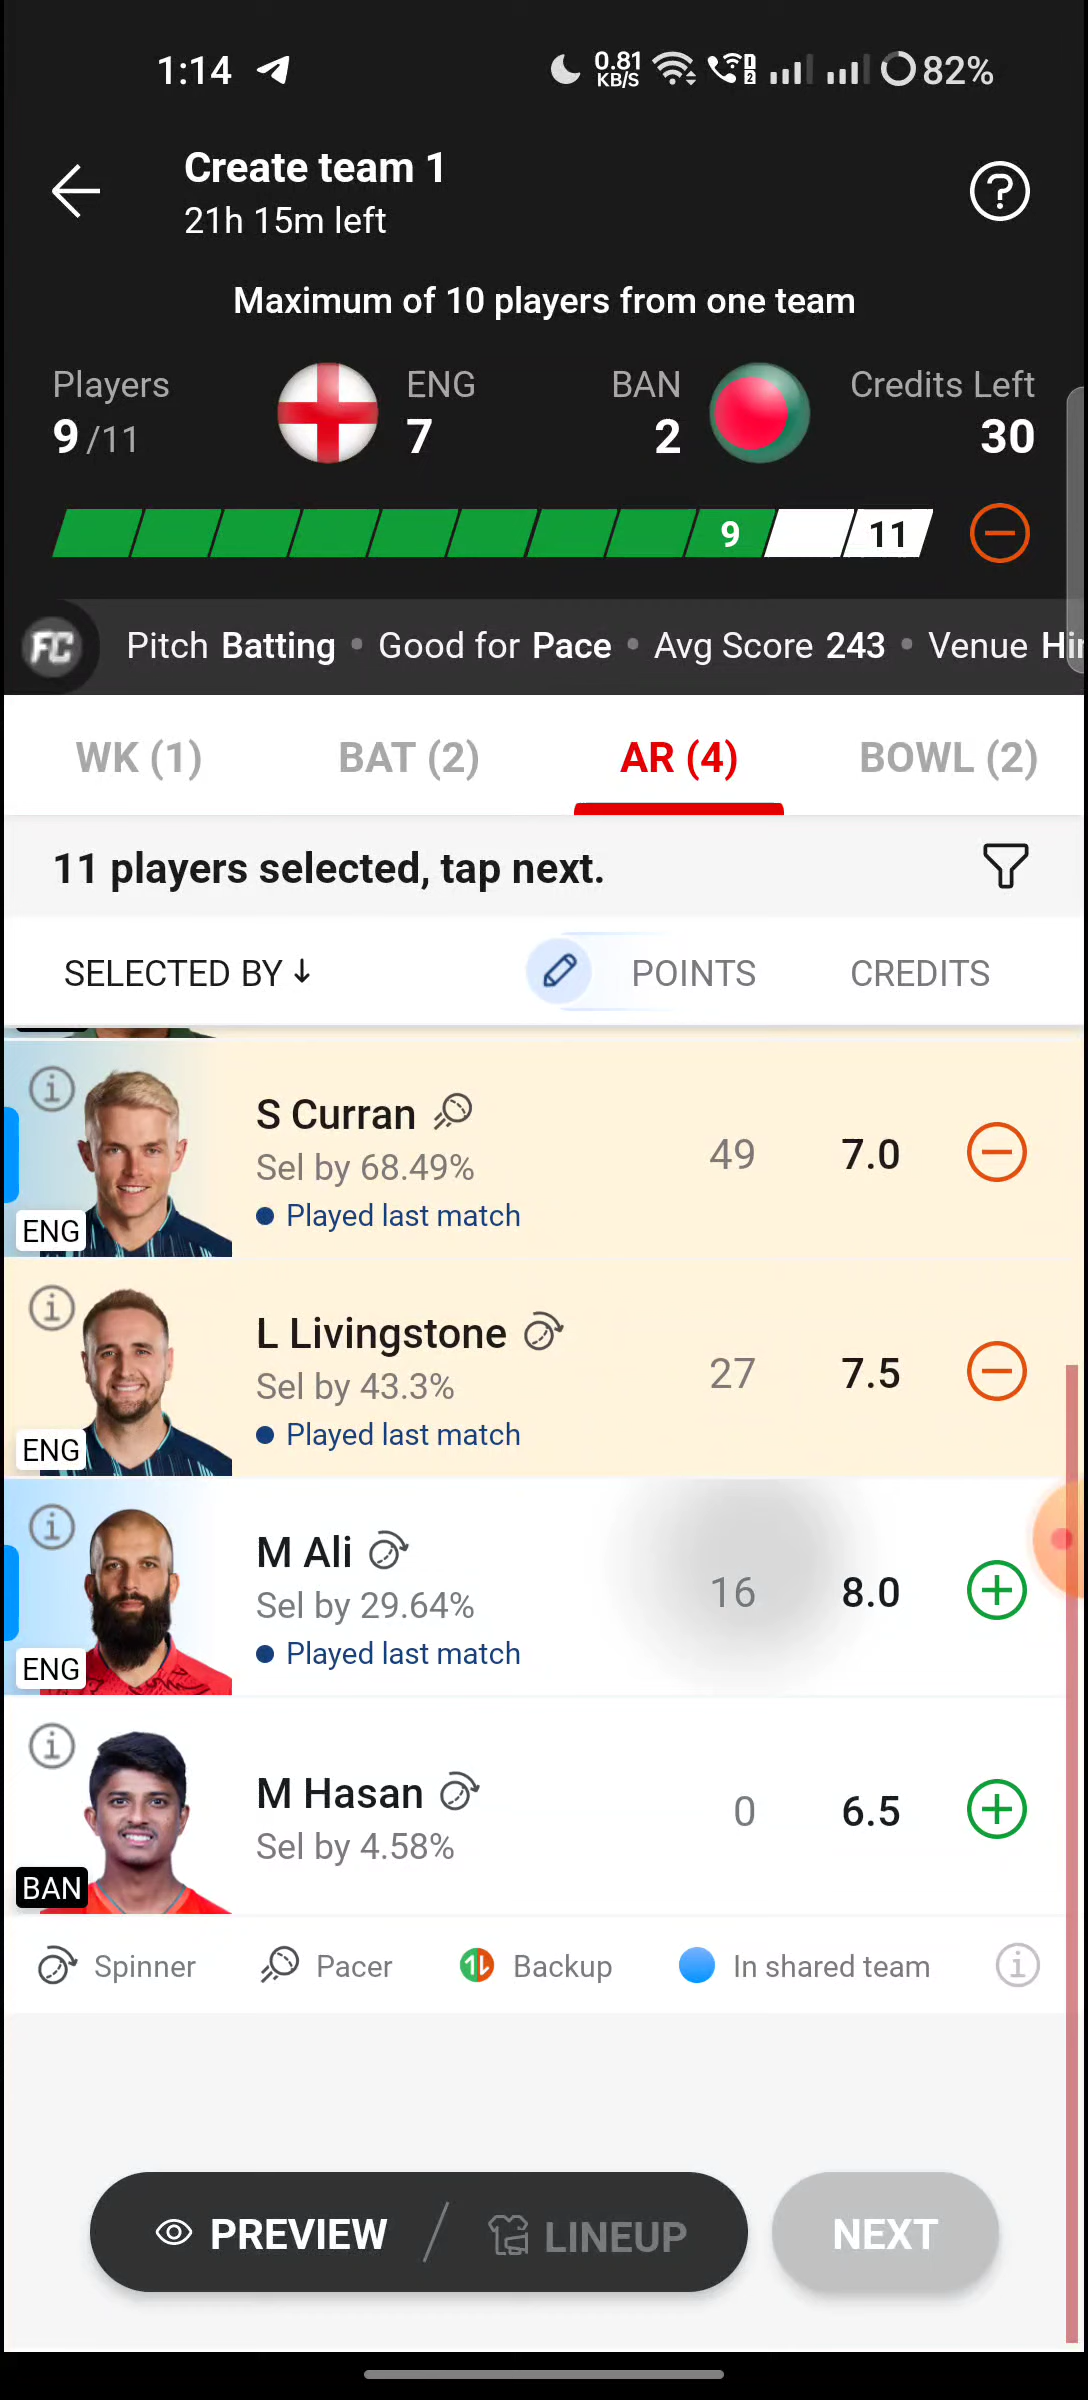 1:14
0.81
KB/S
82%
Create team 1
21h 15m left
Maximum of 10 players from one team
Players
9 /11
ENG
7
BAN
2
Credits Left
30
9
11
FC
Pitch Batting • Good for Pace • Avg Score 243 • Venue
WK (1)
BAT (2)
AR (4)
BOWL (2)
11 players selected, tap next.
SELECTED BY ↓
POINTS
CREDITS
S Curran
Sel by 68.49%
Played last match
ENG
49
7.0
L Livingstone
Sel by 43.3%
Played last match
ENG
27
7.5
M Ali
Sel by 29.64%
Played last match
ENG
16
8.0
M Hasan
Sel by 4.58%
BAN
0
6.5
Spinner
Pacer
Backup
In shared team
PREVIEW
LINEUP
NEXT